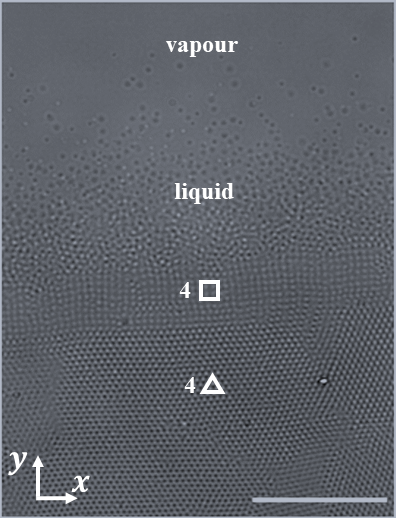 vapour
liquid
4 □
4 △
y
x